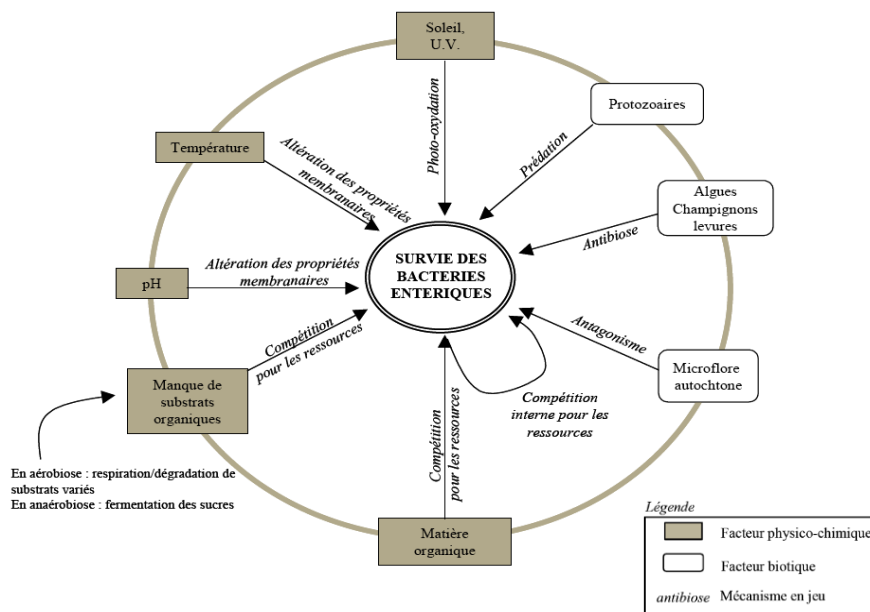 Soleil,
U.V.
Photo-oxydation
Protozoaires
Prédation
Température
Altération des propriétés
membranaires
Algues
Champignons
levures
Antibiose
SURVIE DES
BACTERIES
ENTERIQUES
pH
Altération des propriétés
membranaires
Antagonisme
Microflore
autochtone
Compétition
pour les ressources
Manque de
substrats
organiques
Compétition
interne pour les
ressources
Compétition
pour les ressources
En aérobiose : respiration/dégradation de
substrats variés
En anaérobiose : fermentation des sucres
Matière
organique
Légende
Facteur physico-chimique
Facteur biotique
antibiose Mécanisme en jeu